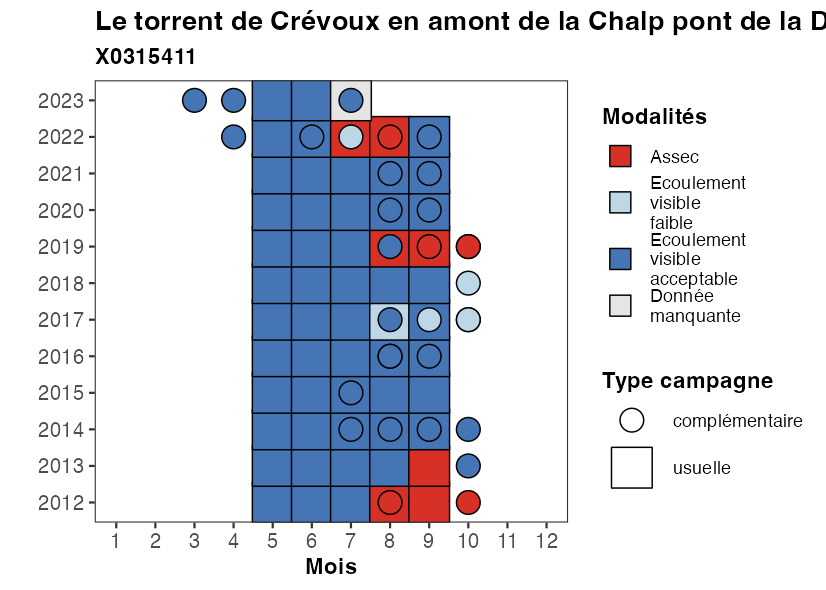 Le torrent de Crévoux en amont de la Chalp pont de la D
X0315411
2023
2022
2021
2020
2019
2018
2017
2016
2015
2014
2013
2012
1 2 3 4 5 6 7 8 9 10 11 12
Mois
Modalités
Assec
Ecoulement
visible
faible
Ecoulement
visible
acceptable
Donnée
manquante
Type campagne
complémentaire
usuelle